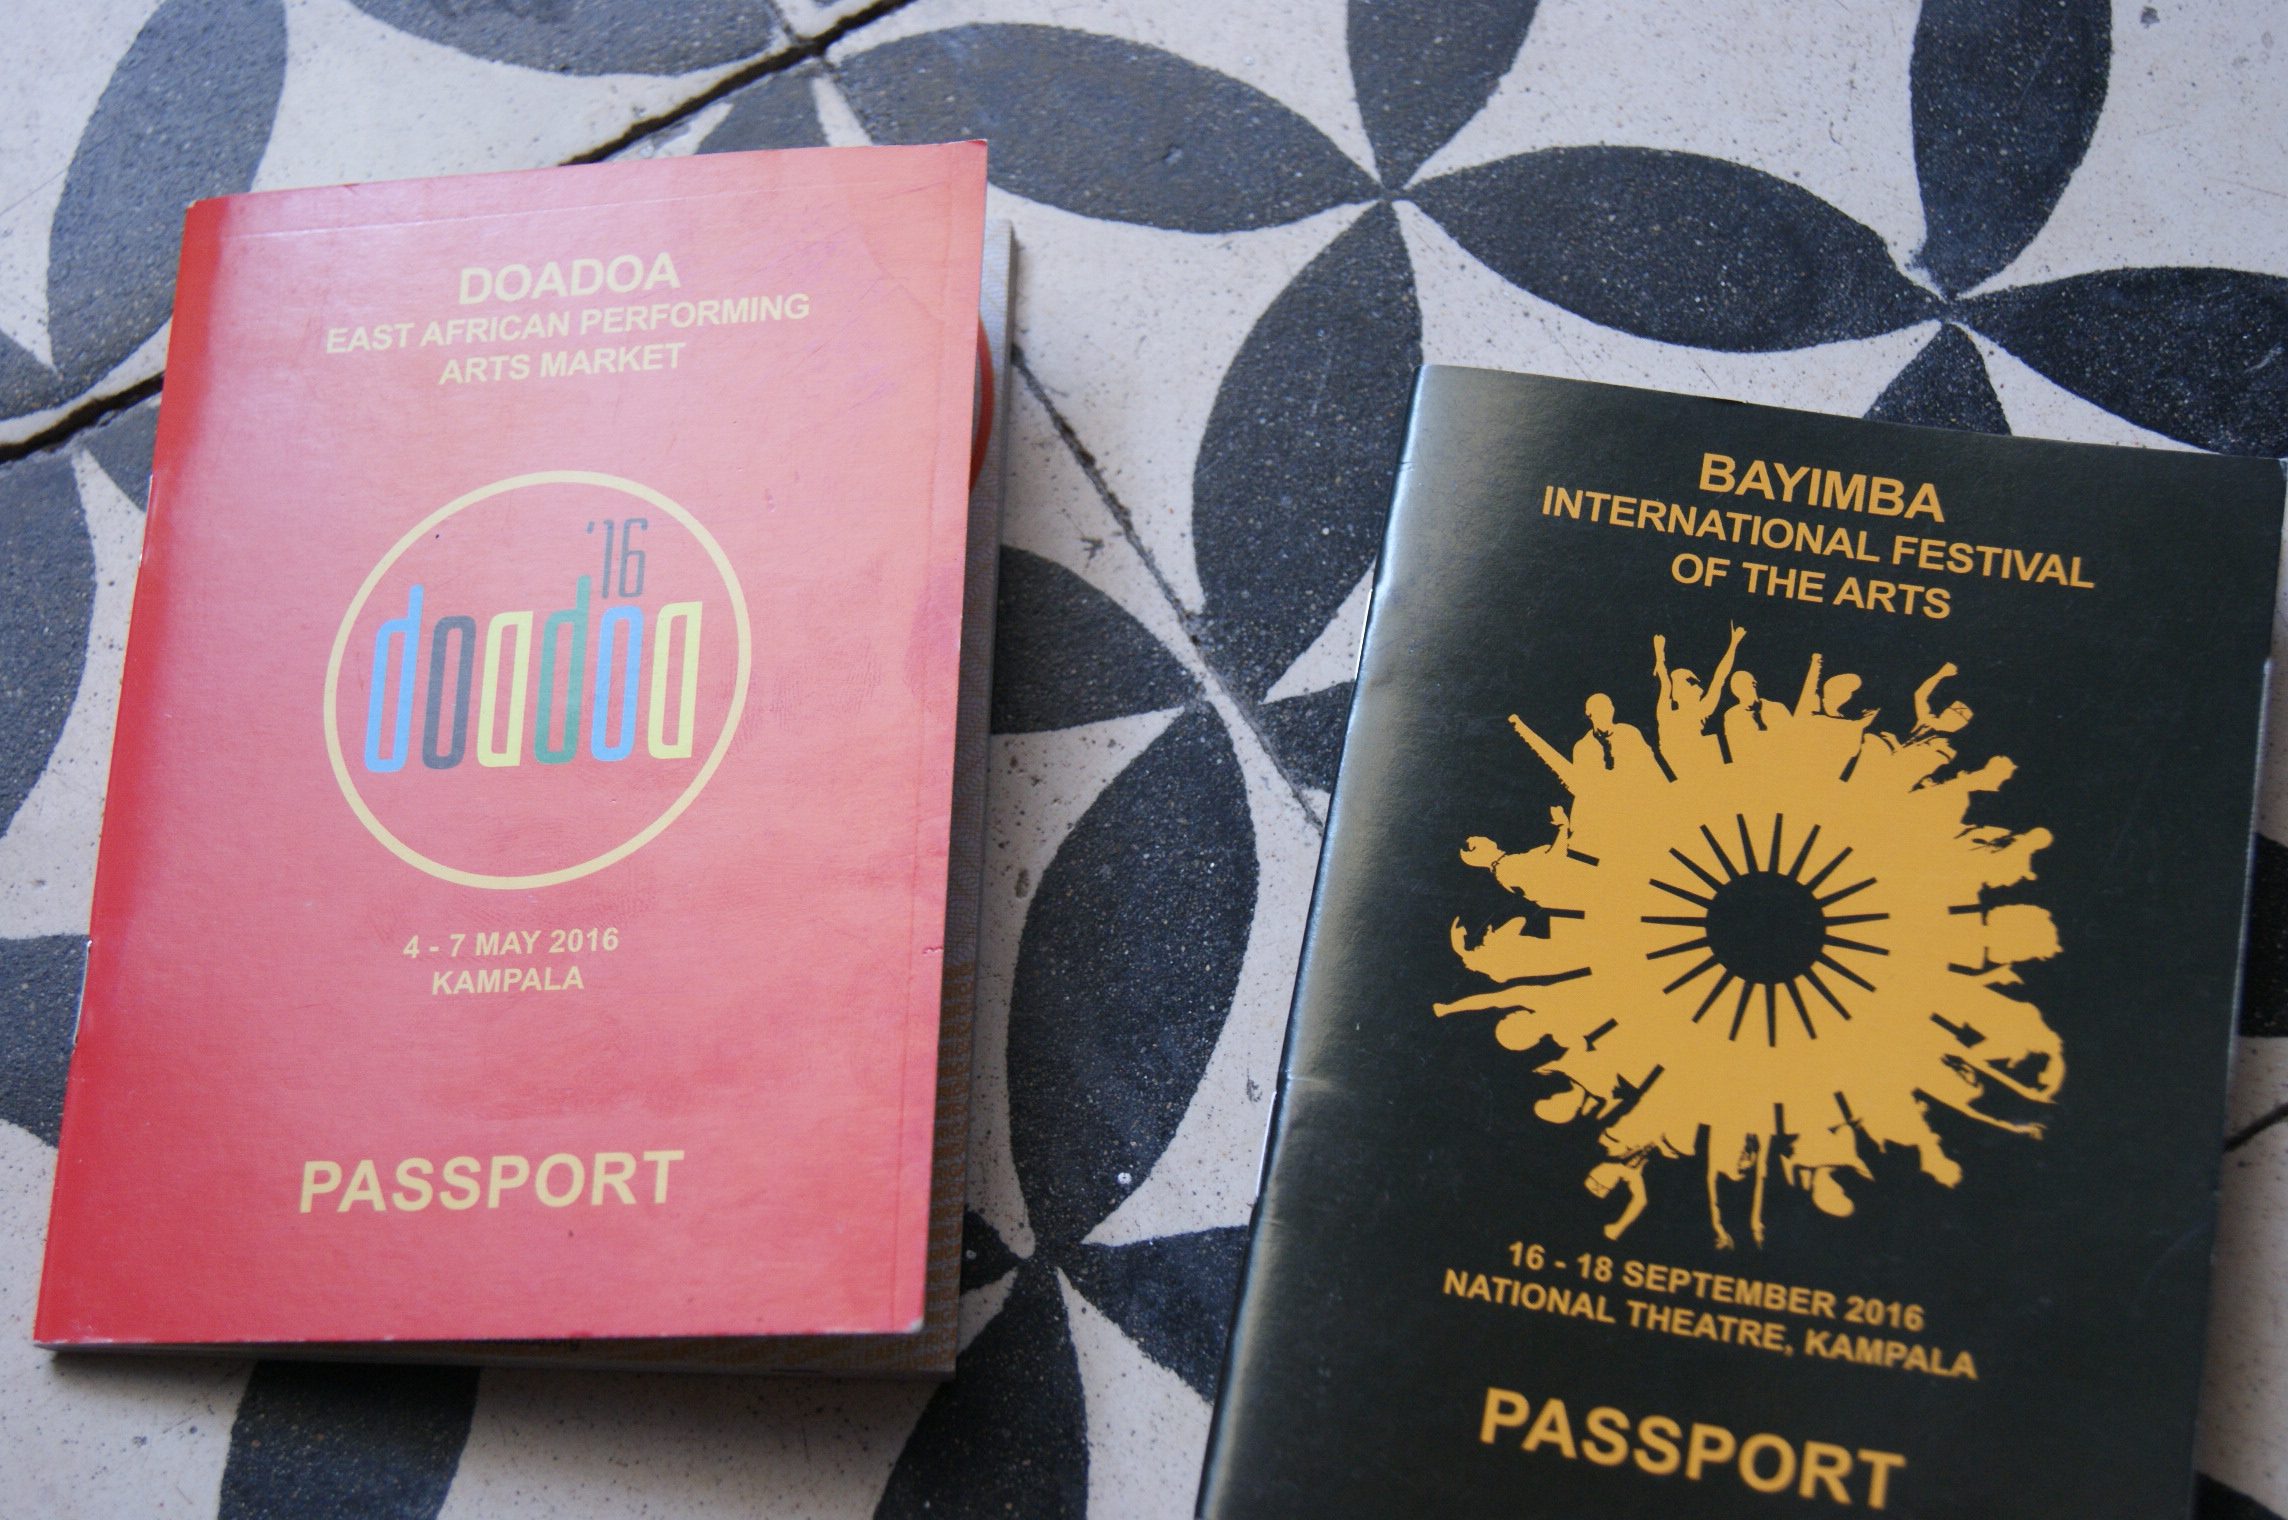 DOADOA
EAST AFRICAN PERFORMING
ARTS MARKET
'16
doadoa
4 - 7 MAY 2016
KAMPALA
PASSPORT
BAYIMBA
INTERNATIONAL FESTIVAL
OF THE ARTS
16 - 18 SEPTEMBER 2016
NATIONAL THEATRE, KAMPALA
PASSPORT